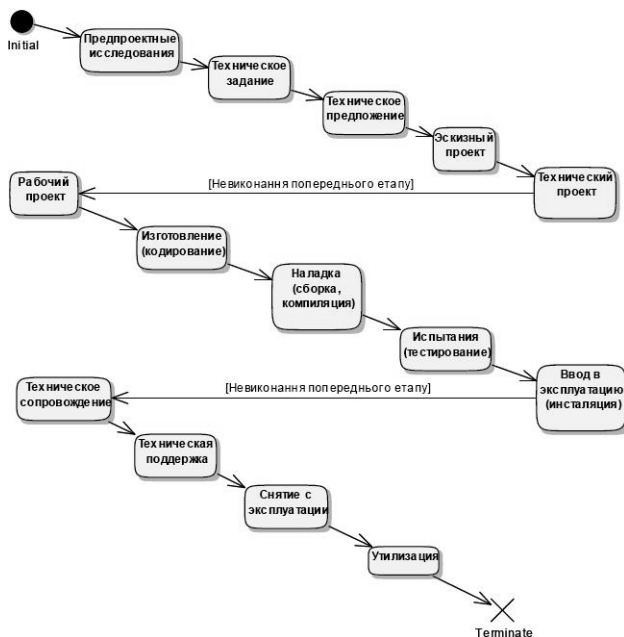 Initial
Предпроектные
исследования
Техническое
задание
Техническое
предложение
Эскизный
проект
Технический
проект
[Невиконання попереднього етапу]
Рабочий
проект
Изготовление
(кодирование)
Наладка
(сборка,
компиляция)
Испытания
(тестирование)
Ввод в
эксплуатацию
(инсталяция)
[Невиконання попереднього етапу]
Техническое
сопровождение
Техническая
поддержка
Снятие с
эксплуатации
Утилизация
Terminate